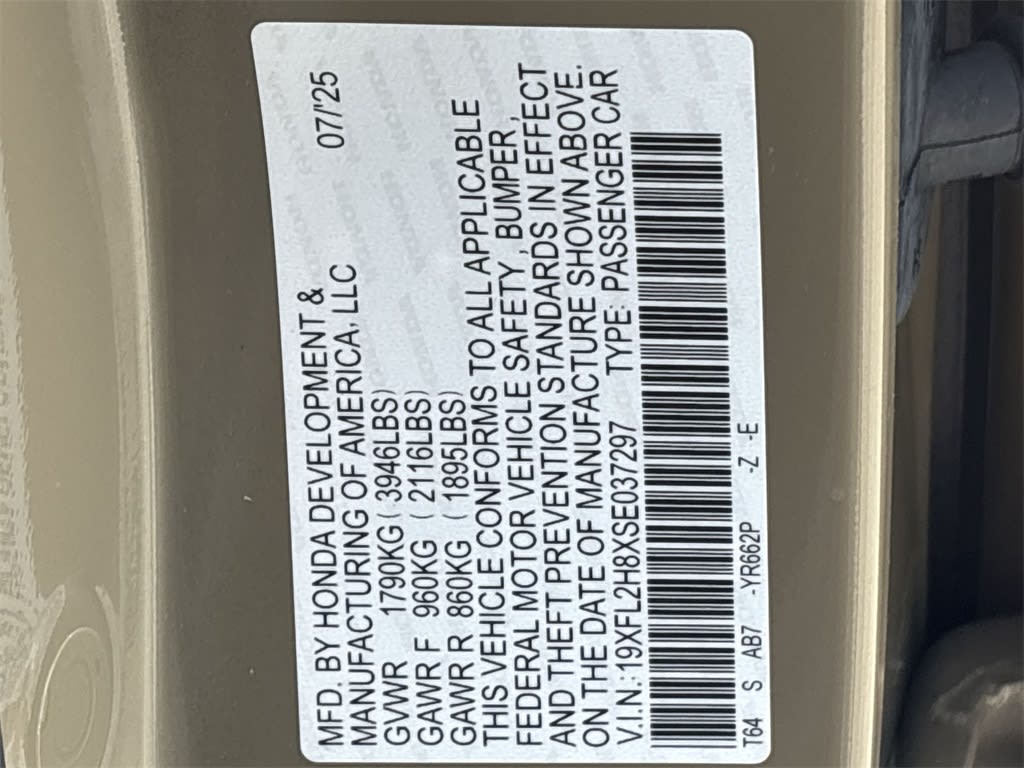 MFD. BY HONDA DEVELOPMENT & 07/'25
MANUFACTURING OF AMERICA, LLC
GVWR 1790KG (3946LBS)
GAWR F 960KG (2116LBS)
GAWR R 860KG (1895LBS)
THIS VEHICLE CONFORMS TO ALL APPLICABLE
FEDERAL MOTOR VEHICLE SAFETY, BUMPER,
AND THEFT PREVENTION STANDARDS IN EFFECT
ON THE DATE OF MANUFACTURE SHOWN ABOVE.
V.I.N.:19XFL2H8XSE037297 TYPE: PASSENGER CAR
T64 S AB7 -YR662P -Z -E